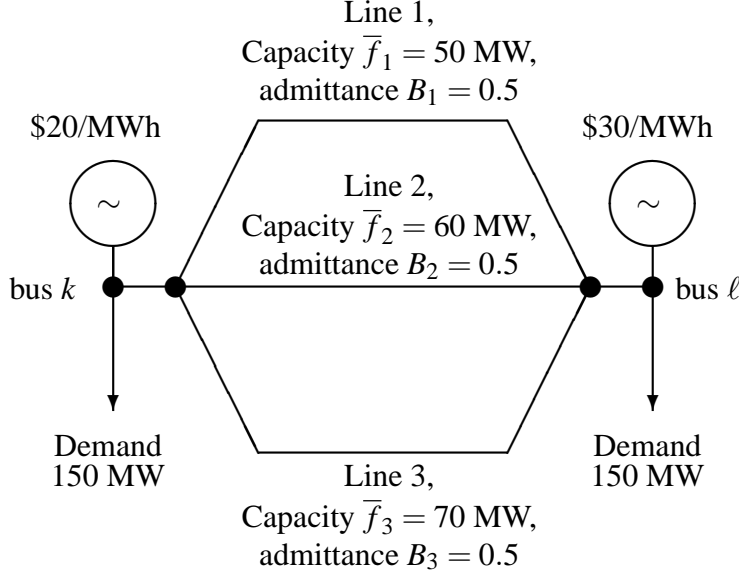 Line 1,
Capacity f̅₁ = 50 MW,
admittance B₁ = 0.5
$20/MWh
$30/MWh
∼
∼
Line 2,
Capacity f̅₂ = 60 MW,
admittance B₂ = 0.5
bus k
bus ℓ
Demand
150 MW
Demand
150 MW
Line 3,
Capacity f̅₃ = 70 MW,
admittance B₃ = 0.5